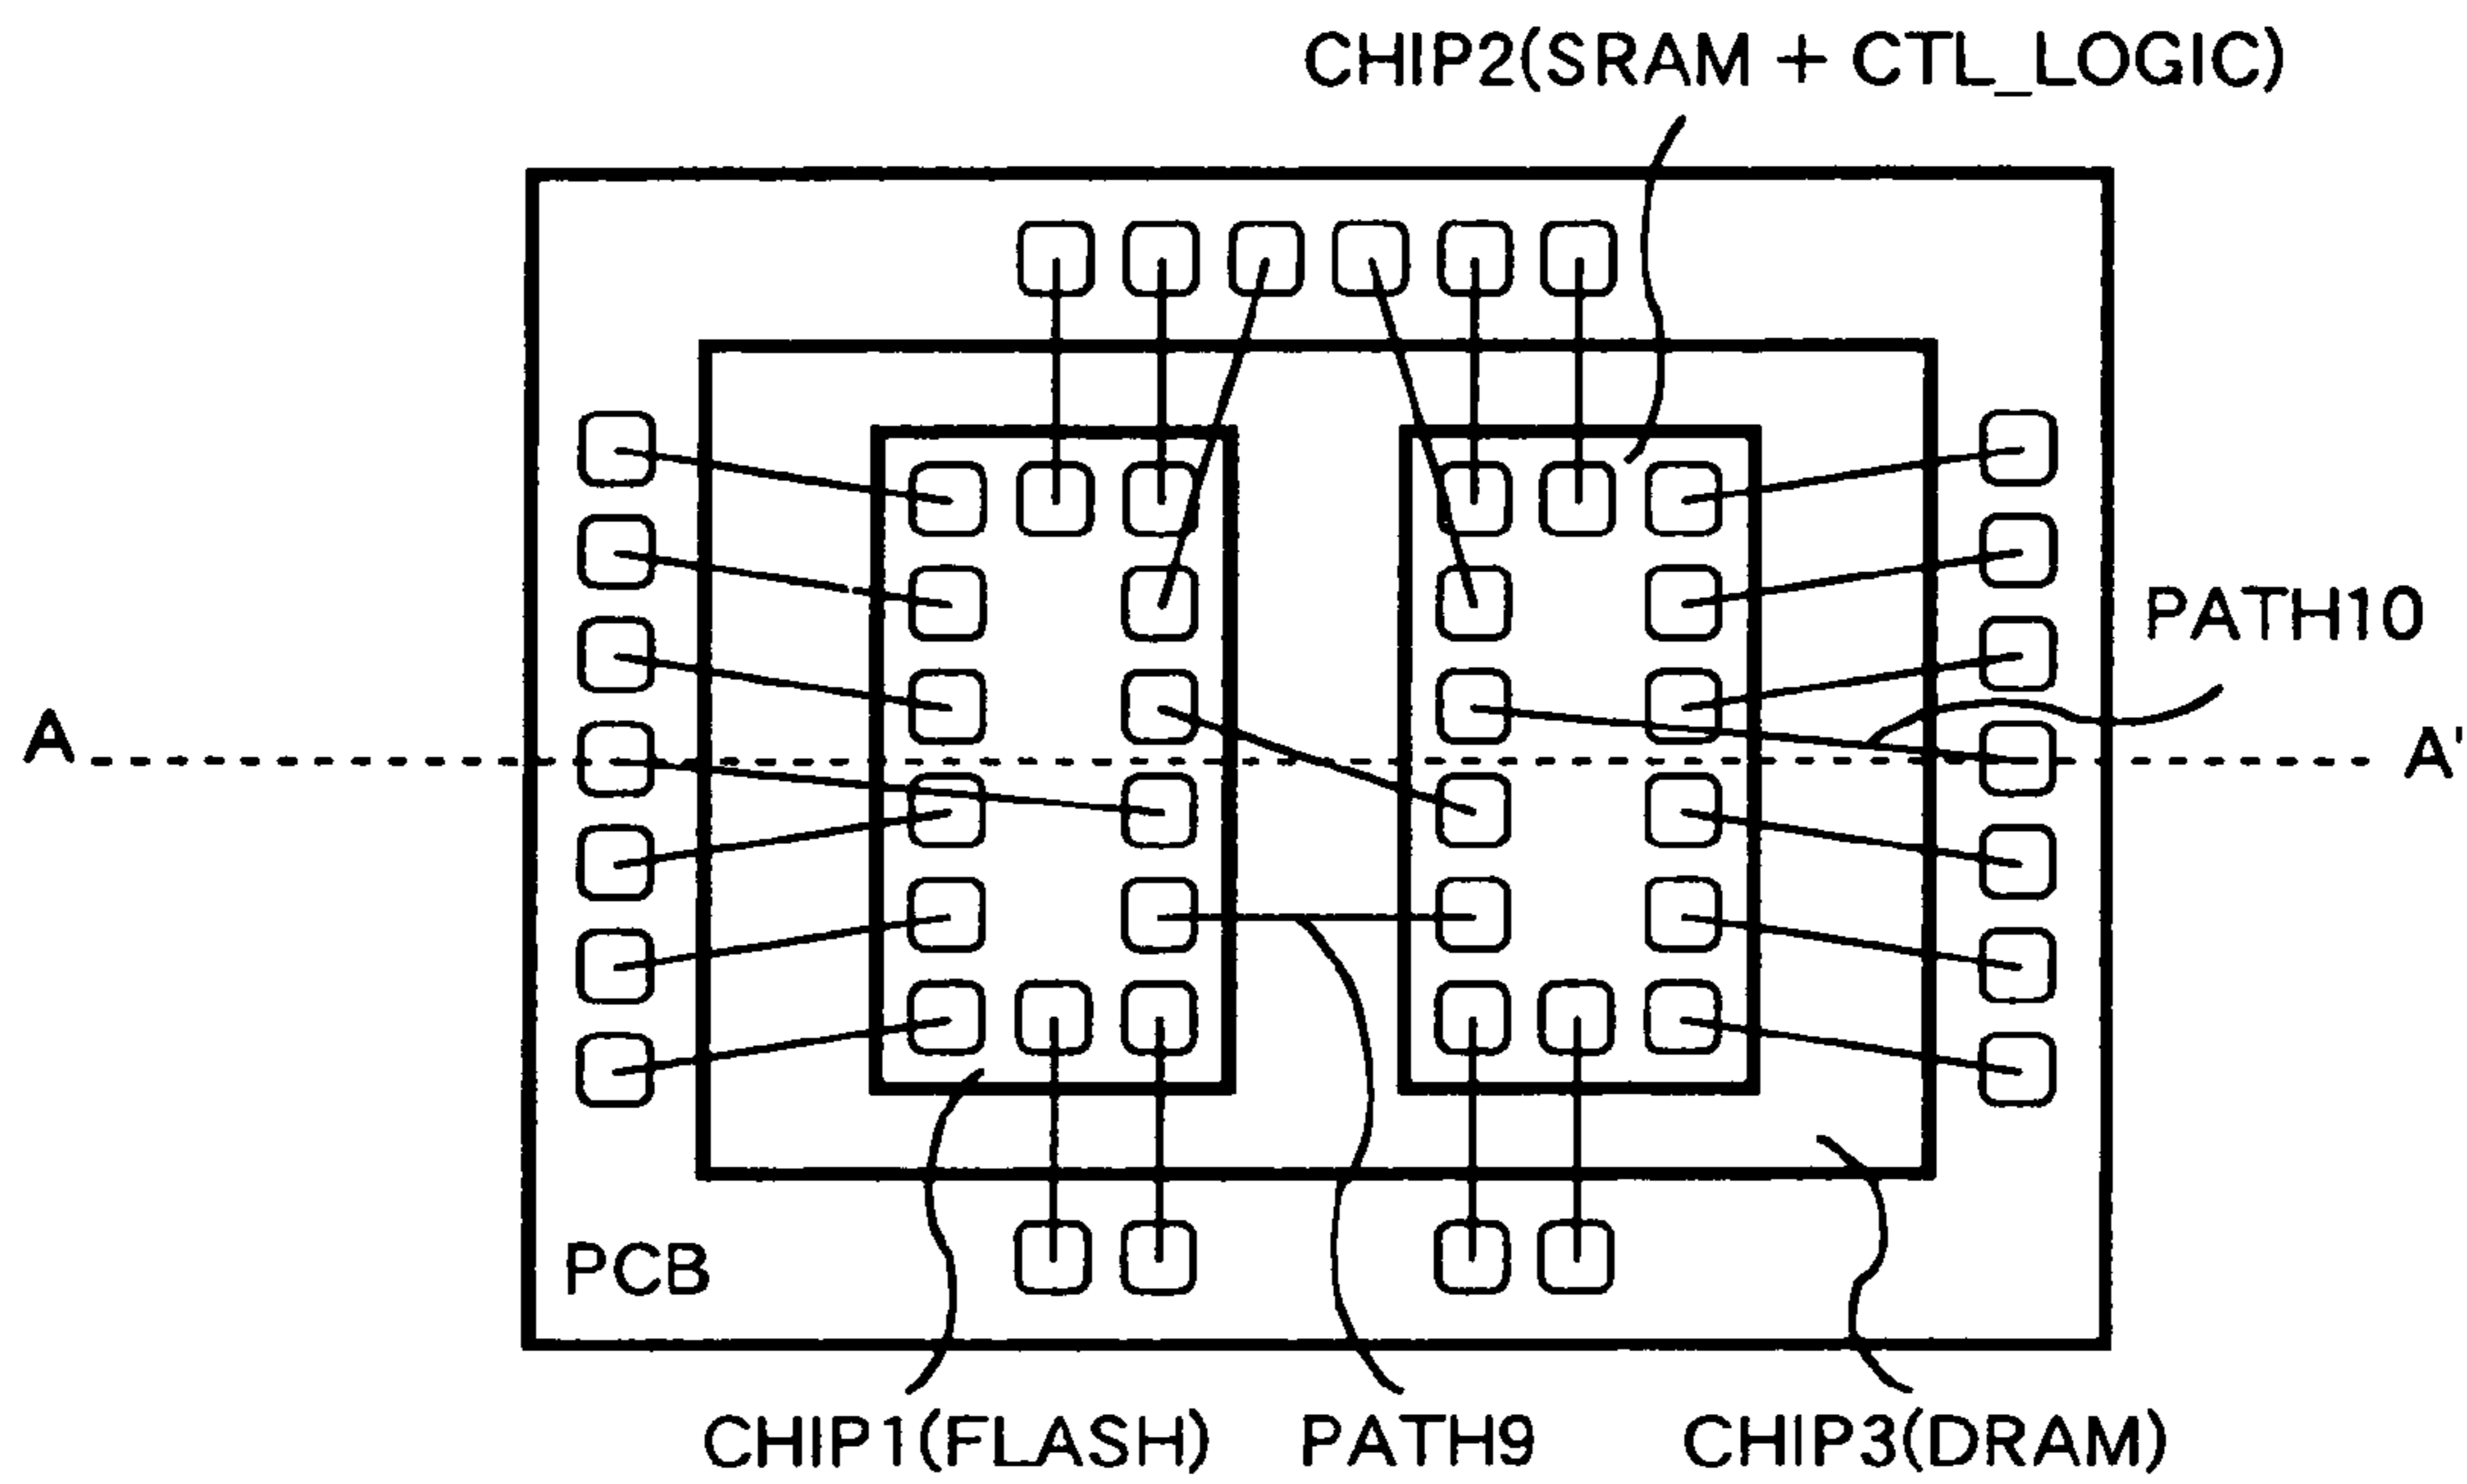 CHIP2(SRAM + CTL_LOGIC)
PATH10
A
A'
PCB
CHIP1(FLASH)
PATH9
CHIP3(DRAM)